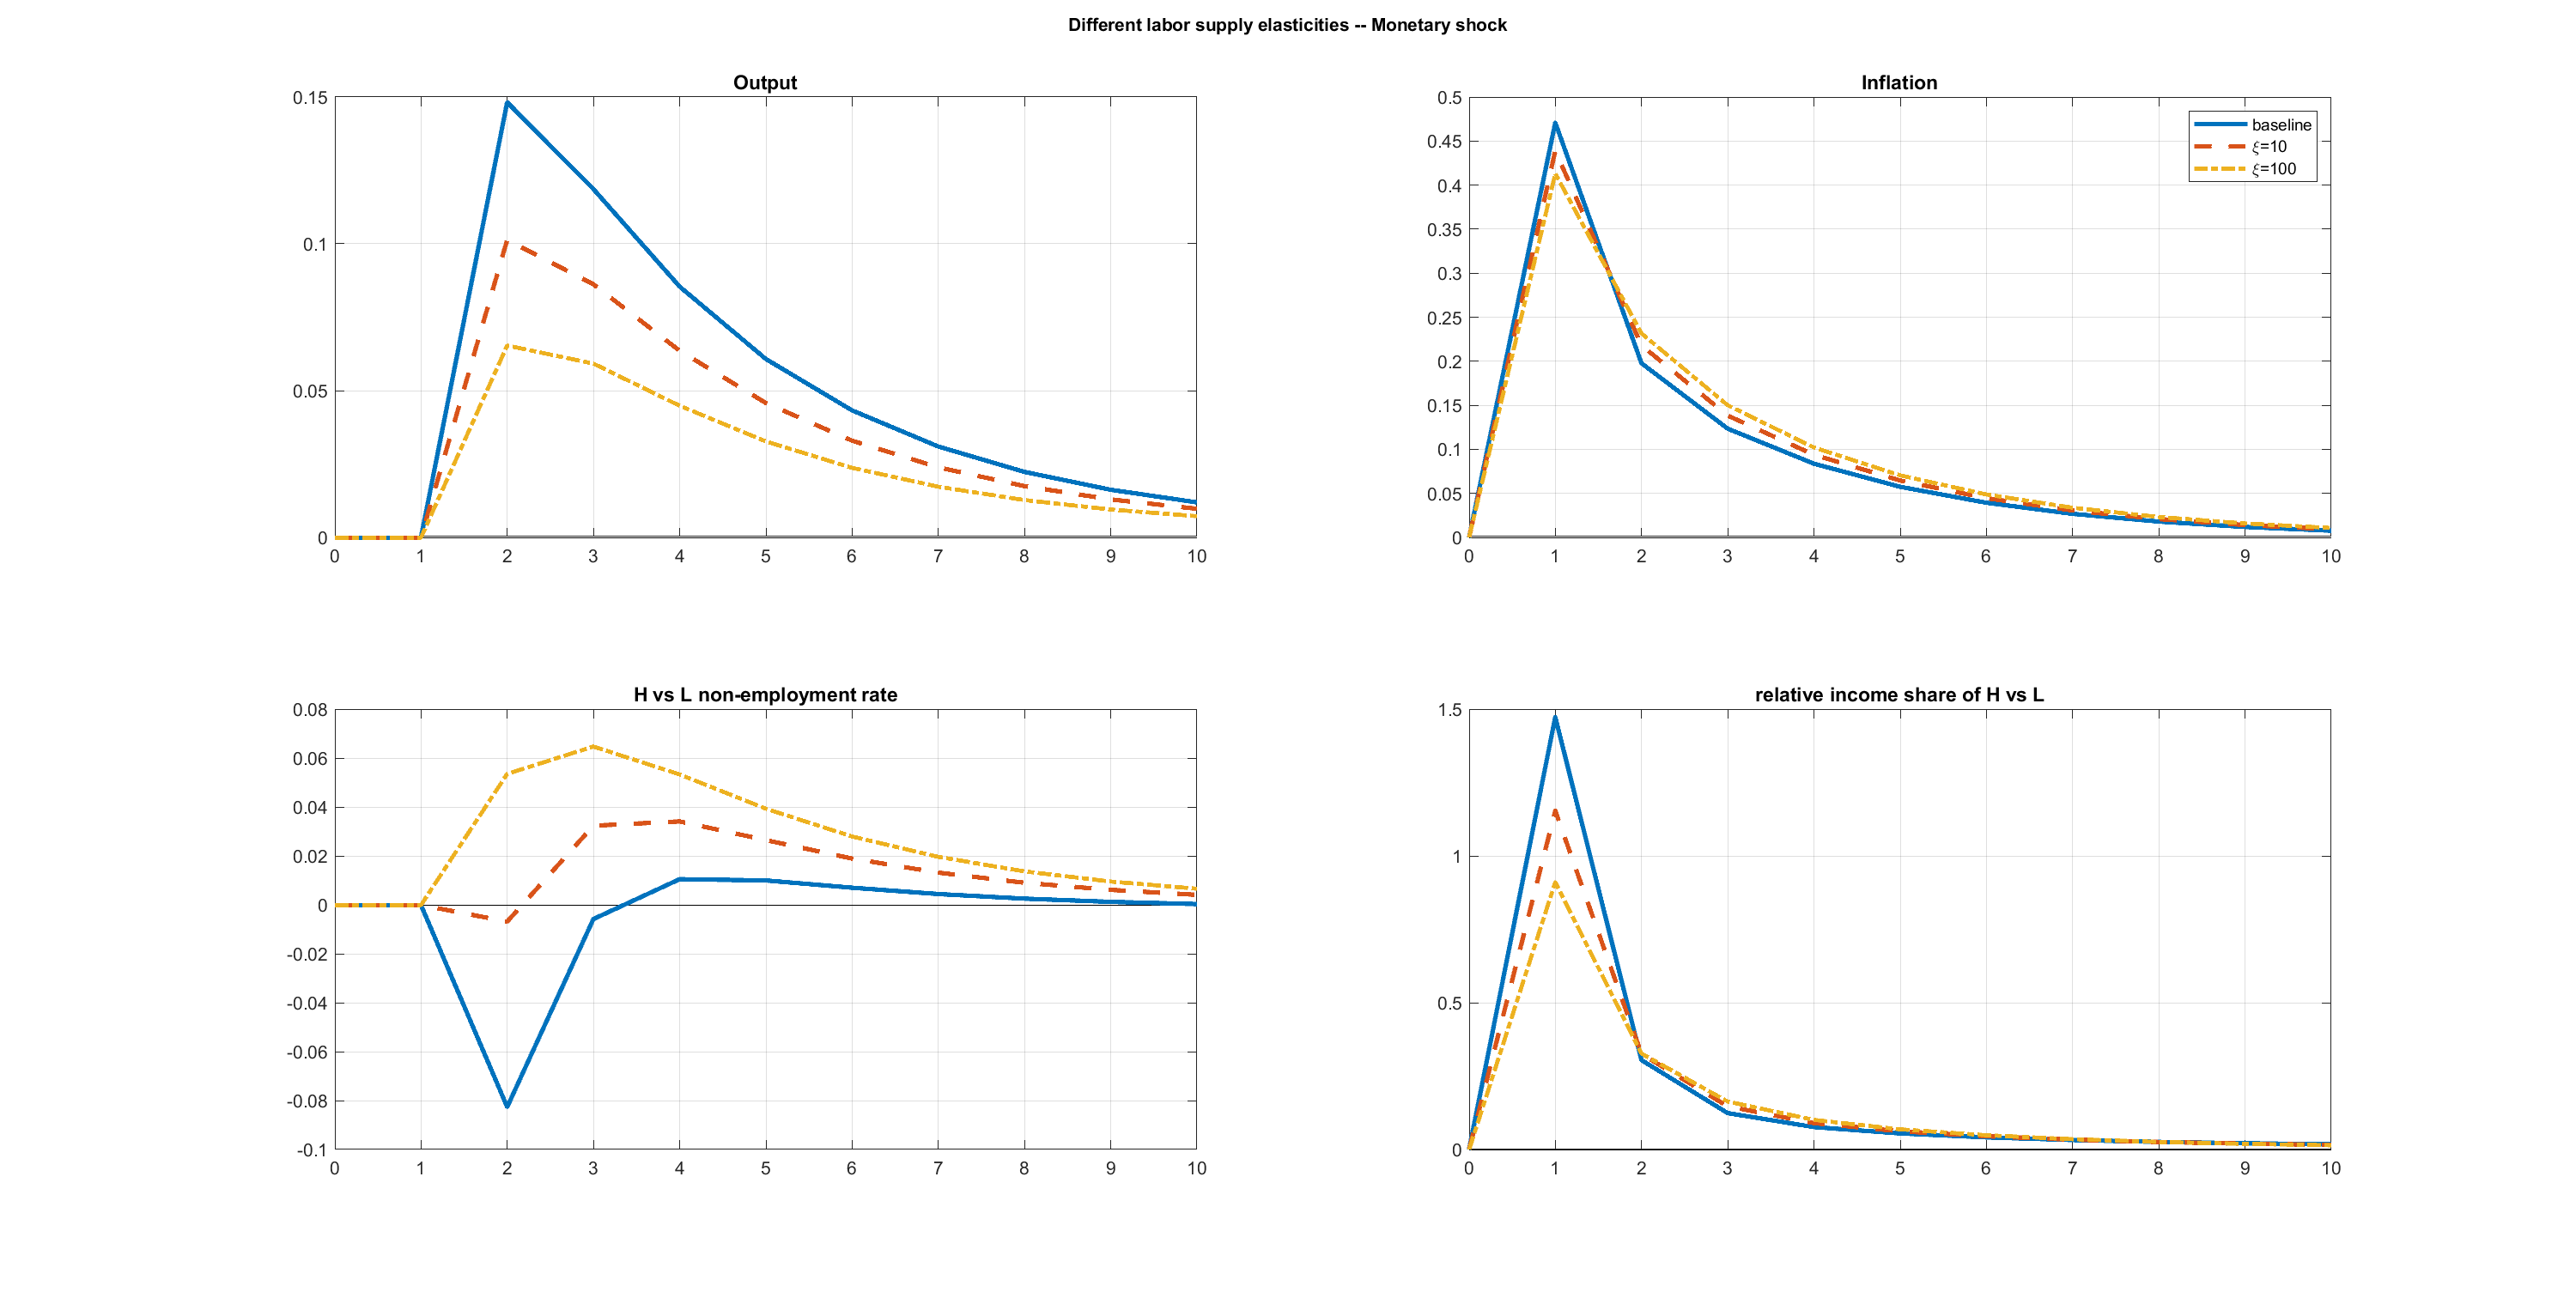 Different labor supply elasticities -- Monetary shock
Output
0.15
0.1
0.05
0
0 1 2 3 4 5 6 7 8 9 10
Inflation
0.5
0.45
0.4
0.35
0.3
0.25
0.2
0.15
0.1
0.05
0
0 1 2 3 4 5 6 7 8 9 10
baseline
ξ=10
ξ=100
H vs L non-employment rate
0.08
0.06
0.04
0.02
0
-0.02
-0.04
-0.06
-0.08
-0.1
0 1 2 3 4 5 6 7 8 9 10
relative income share of H vs L
1.5
1
0.5
0
0 1 2 3 4 5 6 7 8 9 10